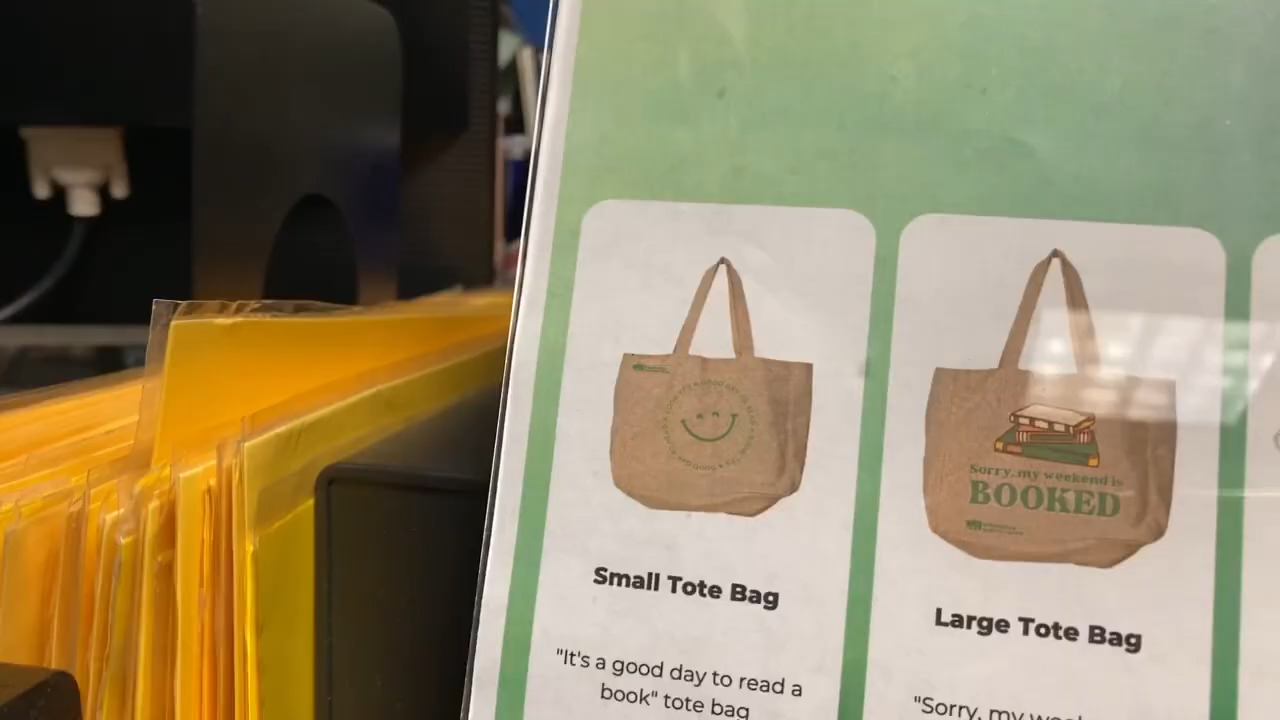 Sorry, my weekend is
BOOKED
Small Tote Bag
Large Tote Bag
"It's a good day to read a
book" tote bag
"Sorry, my